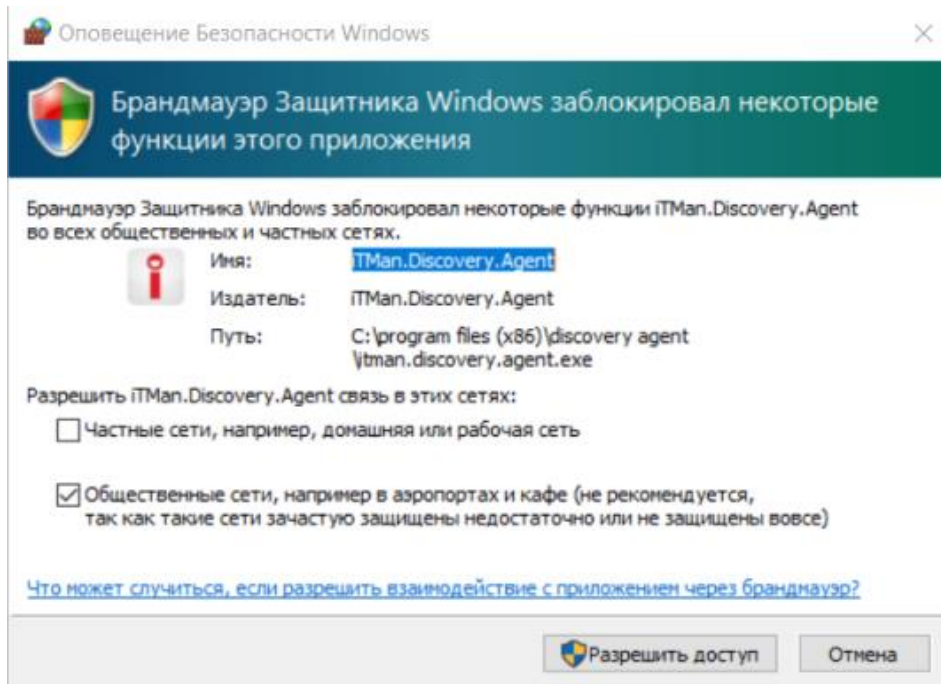 Оповещение Безопасности Windows
Брандмауэр Защитника Windows заблокировал некоторые
функции этого приложения
Брандмауэр Защитника Windows заблокировал некоторые функции iTMan.Discovery.Agent
во всех общественных и частных сетях.
Имя: iTMan.Discovery.Agent
Издатель: iTMan.Discovery.Agent
Путь: C:\program files (x86)\discovery agent
\itman.discovery.agent.exe
Разрешить iTMan.Discovery.Agent связь в этих сетях:
Частные сети, например, домашняя или рабочая сеть
Общественные сети, например в аэропортах и кафе (не рекомендуется,
так как такие сети зачастую защищены недостаточно или не защищены вовсе)
Что может случиться, если разрешить взаимодействие с приложением через брандмауэр?
Разрешить доступ Отмена